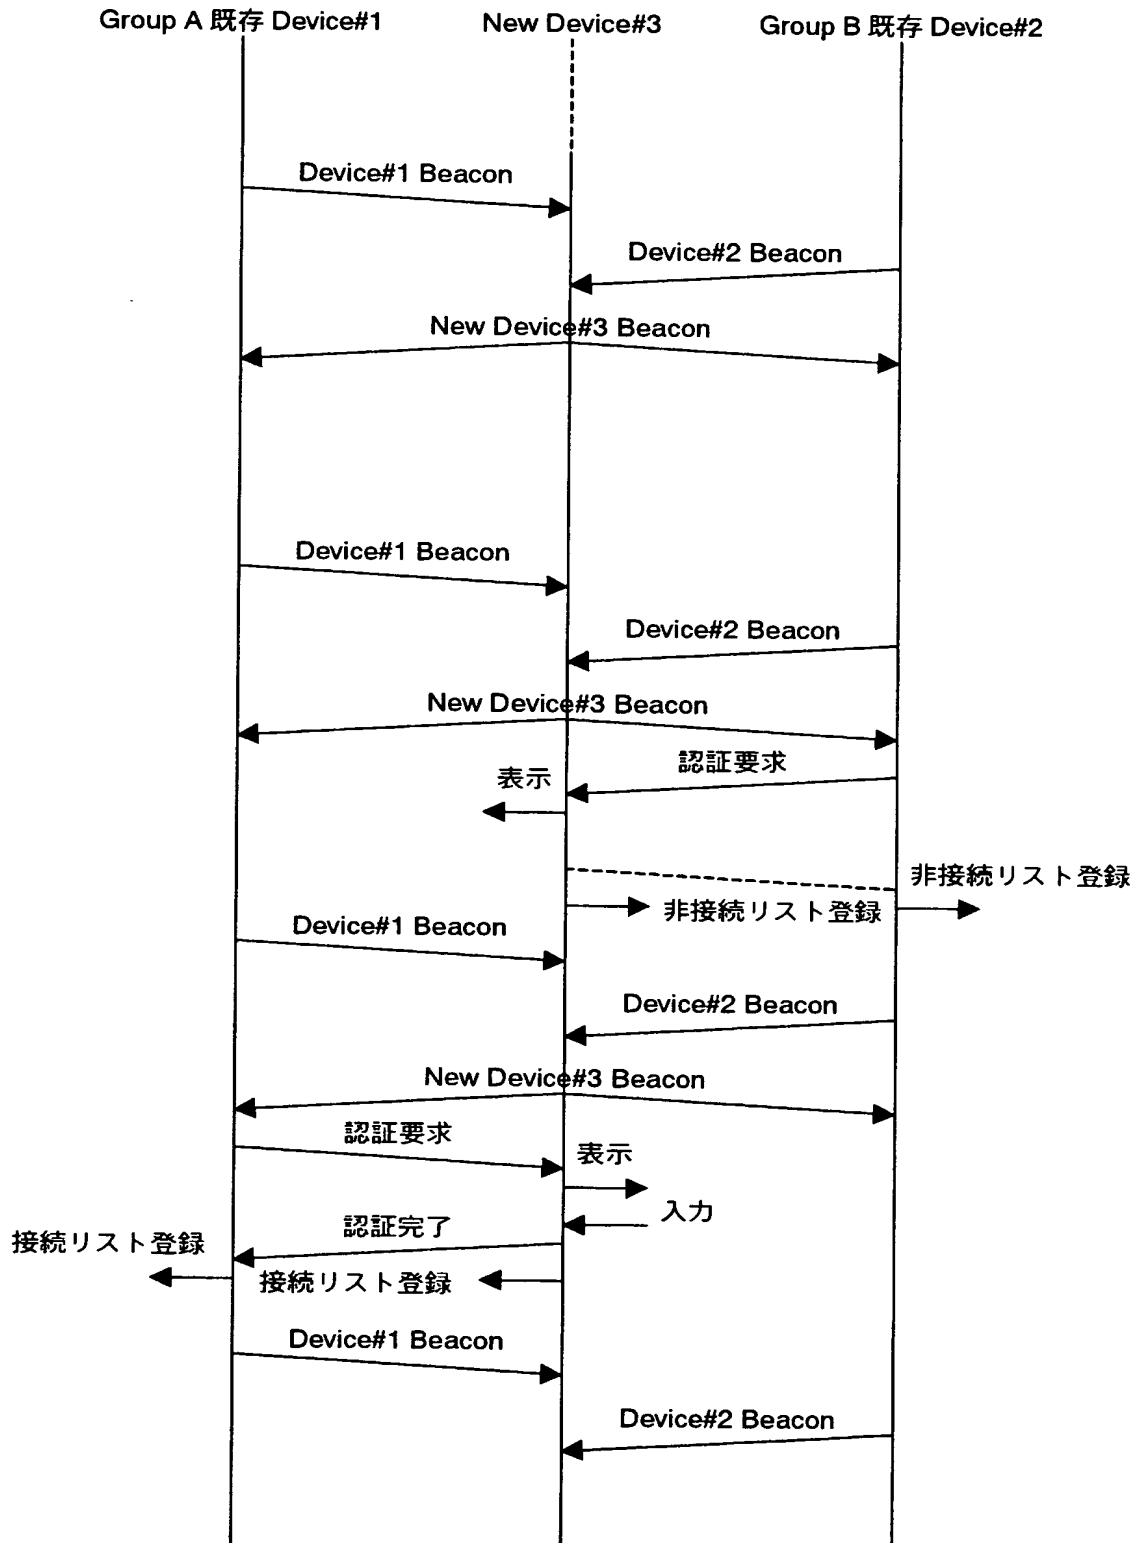 Group A 既存 Device#1
New Device#3
Group B 既存 Device#2
Device#1 Beacon
Device#2 Beacon
New Device#3 Beacon
Device#1 Beacon
Device#2 Beacon
New Device#3 Beacon
認証要求
表示
非接続リスト登録
非接続リスト登録
Device#1 Beacon
Device#2 Beacon
New Device#3 Beacon
認証要求
表示
入力
認証完了
接続リスト登録
接続リスト登録
Device#1 Beacon
Device#2 Beacon